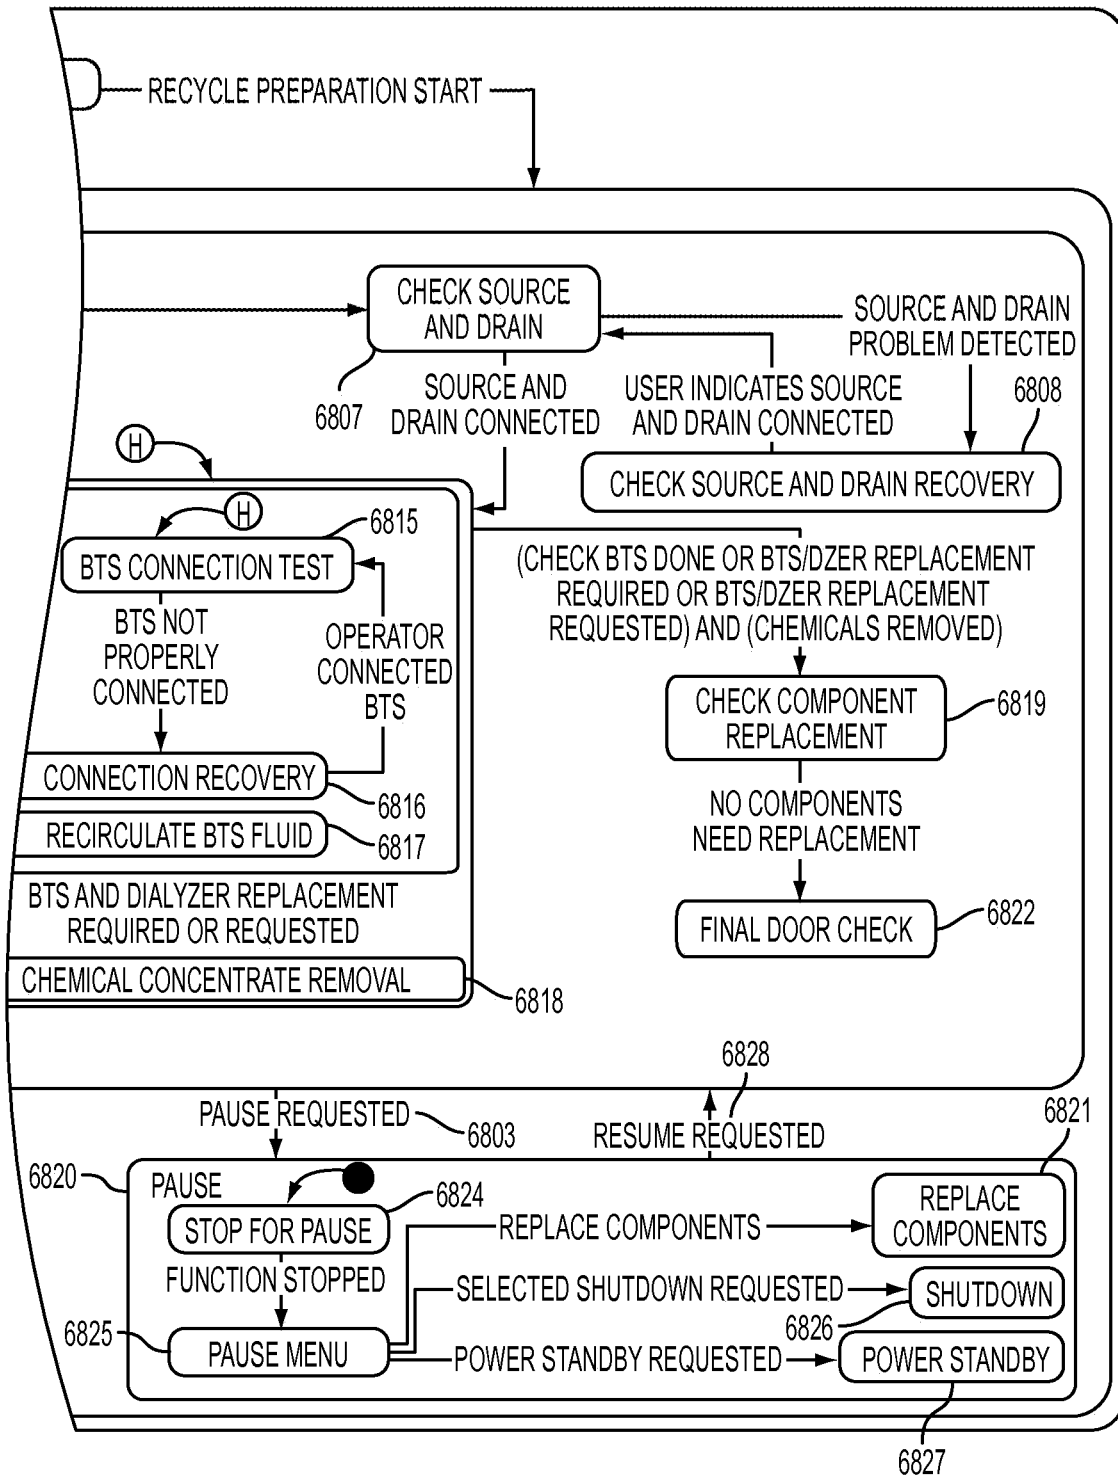 RECYCLE PREPARATION START
CHECK SOURCE
AND DRAIN
SOURCE AND DRAIN
PROBLEM DETECTED
6807
SOURCE AND
DRAIN CONNECTED
USER INDICATES SOURCE
AND DRAIN CONNECTED
6808
H
CHECK SOURCE AND DRAIN RECOVERY
H
6815
BTS CONNECTION TEST
(CHECK BTS DONE OR BTS/DZER REPLACEMENT
REQUIRED OR BTS/DZER REPLACEMENT
REQUESTED) AND (CHEMICALS REMOVED)
BTS NOT
PROPERLY
CONNECTED
OPERATOR
CONNECTED
BTS
CHECK COMPONENT
REPLACEMENT
6819
CONNECTION RECOVERY
6816
NO COMPONENTS
NEED REPLACEMENT
RECIRCULATE BTS FLUID
6817
BTS AND DIALYZER REPLACEMENT
REQUIRED OR REQUESTED
FINAL DOOR CHECK
6822
CHEMICAL CONCENTRATE REMOVAL
6818
6828
PAUSE REQUESTED
6803
RESUME REQUESTED
6821
6820
PAUSE
6824
STOP FOR PAUSE
REPLACE COMPONENTS
REPLACE
COMPONENTS
FUNCTION STOPPED
SELECTED SHUTDOWN REQUESTED
SHUTDOWN
6826
6825
PAUSE MENU
POWER STANDBY REQUESTED
POWER STANDBY
6827